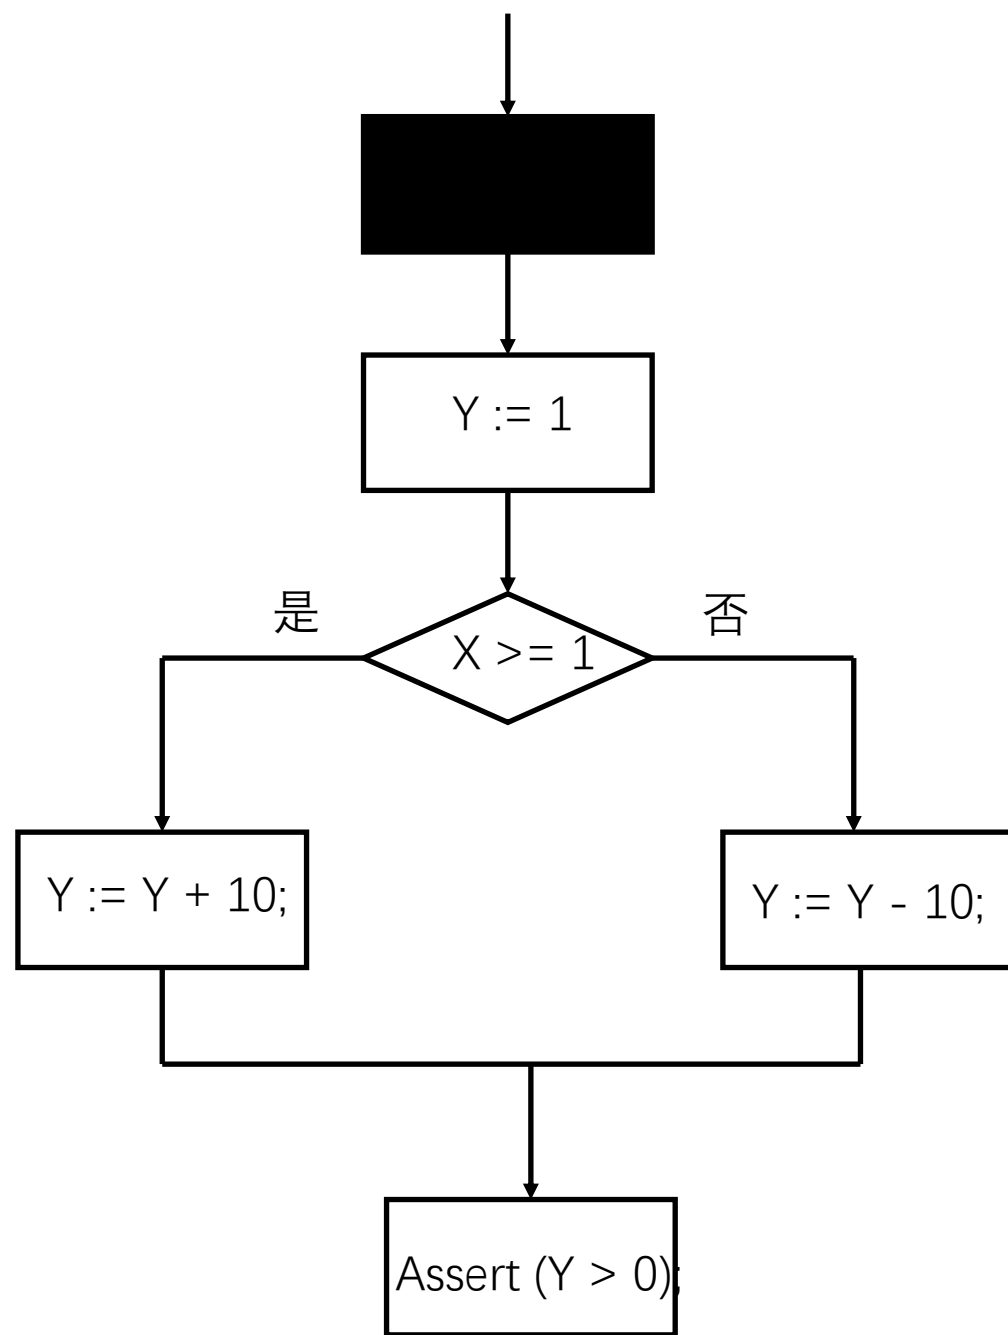 Y := 1
是
否
X >= 1
Y := Y + 10;
Y := Y - 10;
Assert (Y > 0);